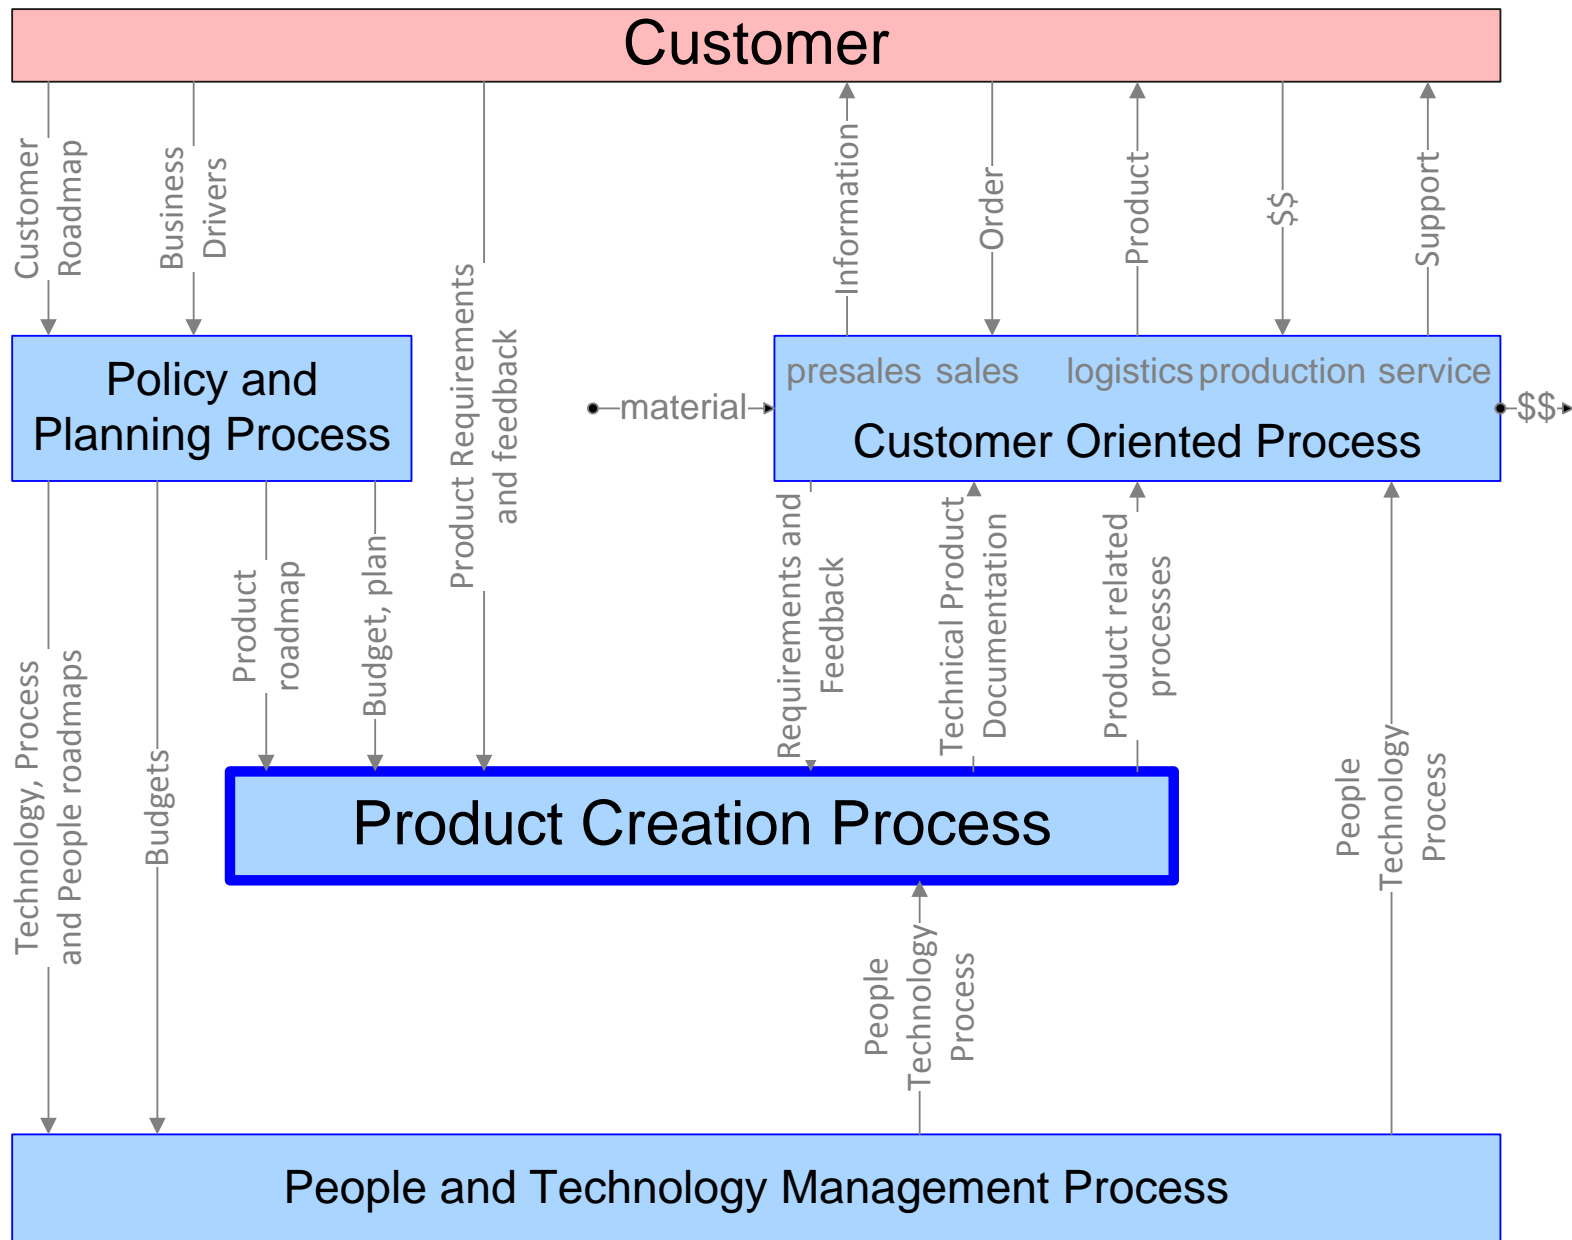 Customer
Customer
Roadmap
Business
Drivers
Product Requirements
and feedback
Information
Order
Product
$$
Support
Policy and
Planning Process
material
presales sales logistics production service
Customer Oriented Process
$$
Technology, Process
and People roadmaps
Budgets
Product
roadmap
Budget, plan
Requirements and
Feedback
Technical Product
Documentation
Product related
processes
People
Technology
Process
Product Creation Process
People
Technology
Process
People and Technology Management Process